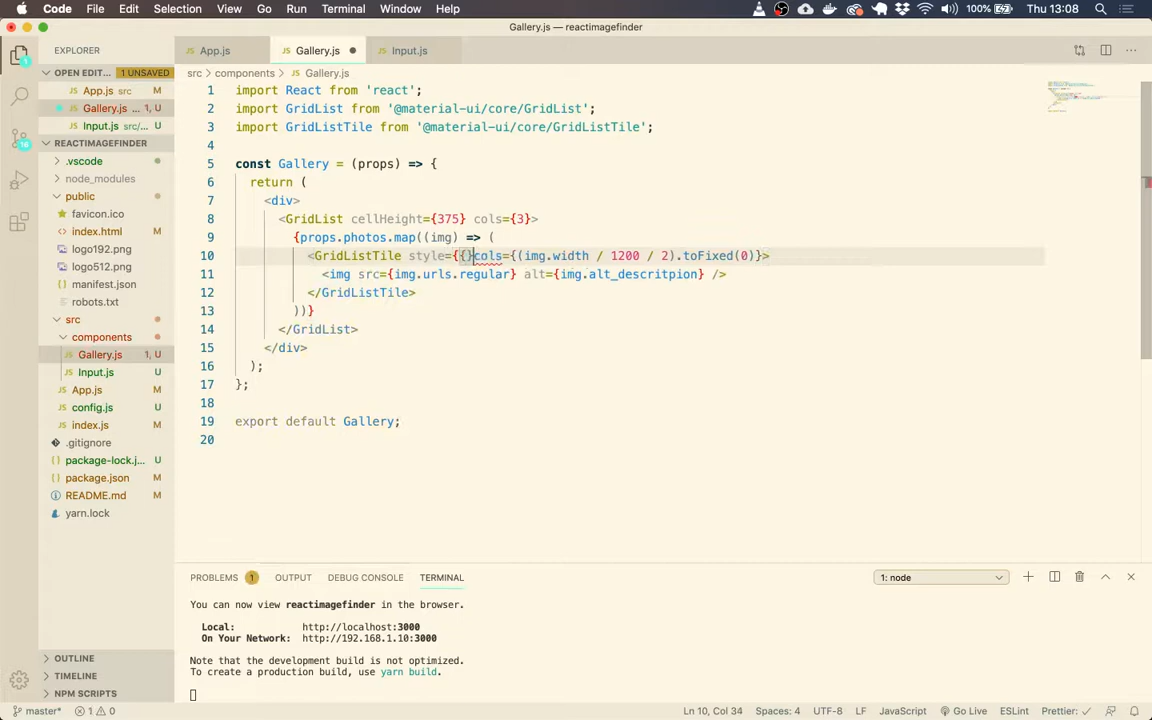 Code File Edit Selection View Go Run Terminal Window Help 100% Thu 13:08
Gallery.js — reactimagefinder
EXPLORER
App.js Gallery.js Input.js
OPEN EDIT... 1 UNSAVED
src > components > Gallery.js
App.js src
Gallery.js ... 1, U
Input.js src/... U
REACTIMAGEFINDER
.vscode
node_modules
public
favicon.ico
index.html M
logo192.png
logo512.png
manifest.json
robots.txt
src
components
Gallery.js 1, U
Input.js U
App.js M
config.js U
index.js M
.gitignore
package-lock.j... U
package.json M
README.md M
yarn.lock
OUTLINE
TIMELINE
NPM SCRIPTS
1 import React from 'react';
2 import GridList from '@material-ui/core/GridList';
3 import GridListTile from '@material-ui/core/GridListTile';
4
5 const Gallery = (props) => {
6 return (
7 <div>
8 <GridList cellHeight={375} cols={3}>
9 {props.photos.map((img) => (
10 <GridListTile style={{}cols={(img.width / 1200 / 2).toFixed(0)}>
11 <img src={img.urls.regular} alt={img.alt_descritpion} />
12 </GridListTile>
13 ))}
14 </GridList>
15 </div>
16 );
17 };
18
19 export default Gallery;
20
PROBLEMS 1 OUTPUT DEBUG CONSOLE TERMINAL 1: node
You can now view reactimagefinder in the browser.
Local: http://localhost:3000
On Your Network: http://192.168.1.10:3000
Note that the development build is not optimized.
To create a production build, use yarn build.
master* 1 0 Ln 10, Col 34 Spaces: 4 UTF-8 LF JavaScript Go Live ESLint Prettier: ✓
1
16